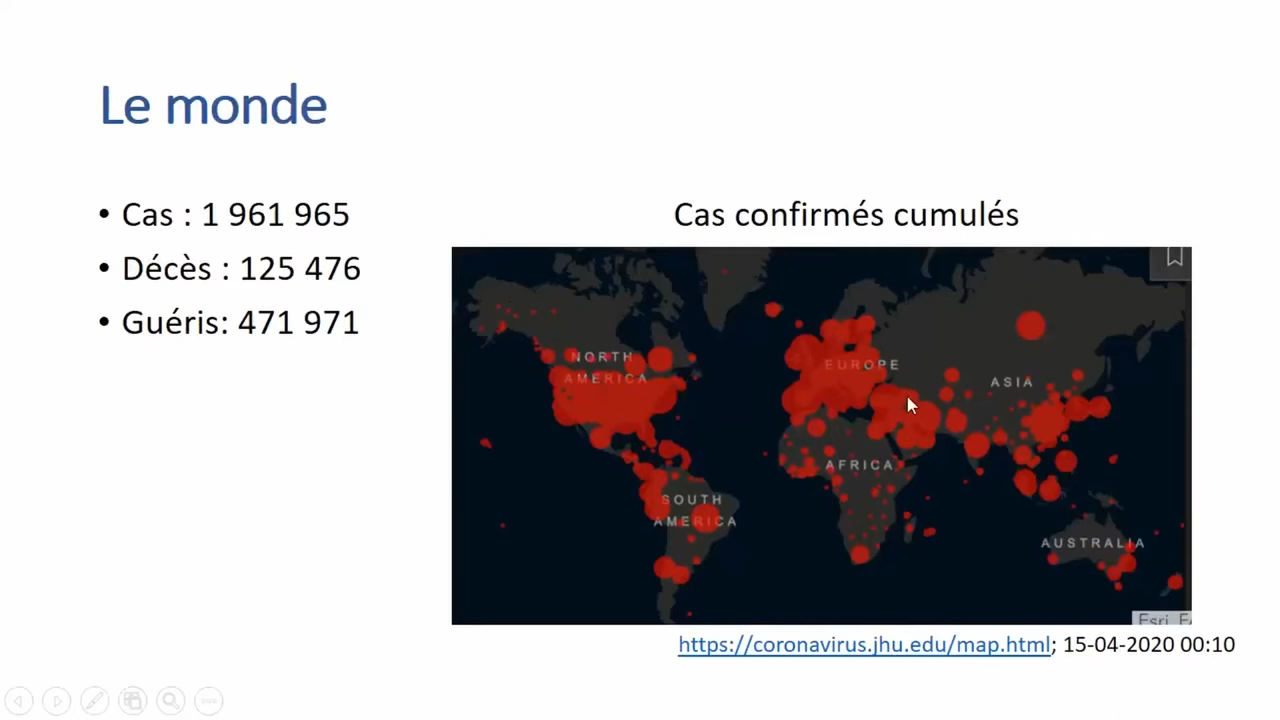 Le monde
• Cas : 1 961 965
• Décès : 125 476
• Guéris: 471 971
Cas confirmés cumulés
NORTH
AMERICA
EUROPE
ASIA
AFRICA
SOUTH
AMERICA
AUSTRALIA
Esri,
https://coronavirus.jhu.edu/map.html; 15-04-2020 00:10